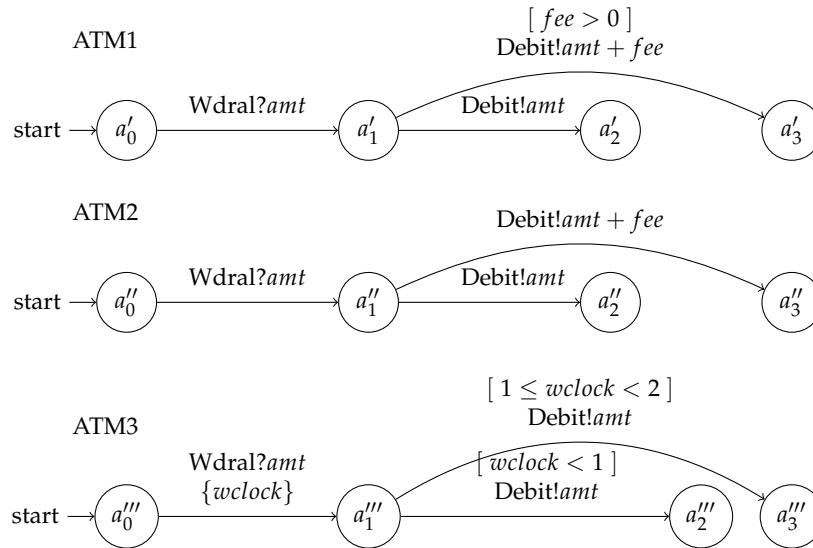 ATM1
[ fee > 0 ]
Debit!amt + fee
Wdral?amt
Debit!amt
start
a′₀
a′₁
a′₂
a′₃
ATM2
Debit!amt + fee
Wdral?amt
Debit!amt
start
a″₀
a″₁
a″₂
a″₃
ATM3
[ 1 ≤ wclock < 2 ]
Debit!amt
Wdral?amt
{wclock}
[ wclock < 1 ]
Debit!amt
start
a‴₀
a‴₁
a‴₂
a‴₃